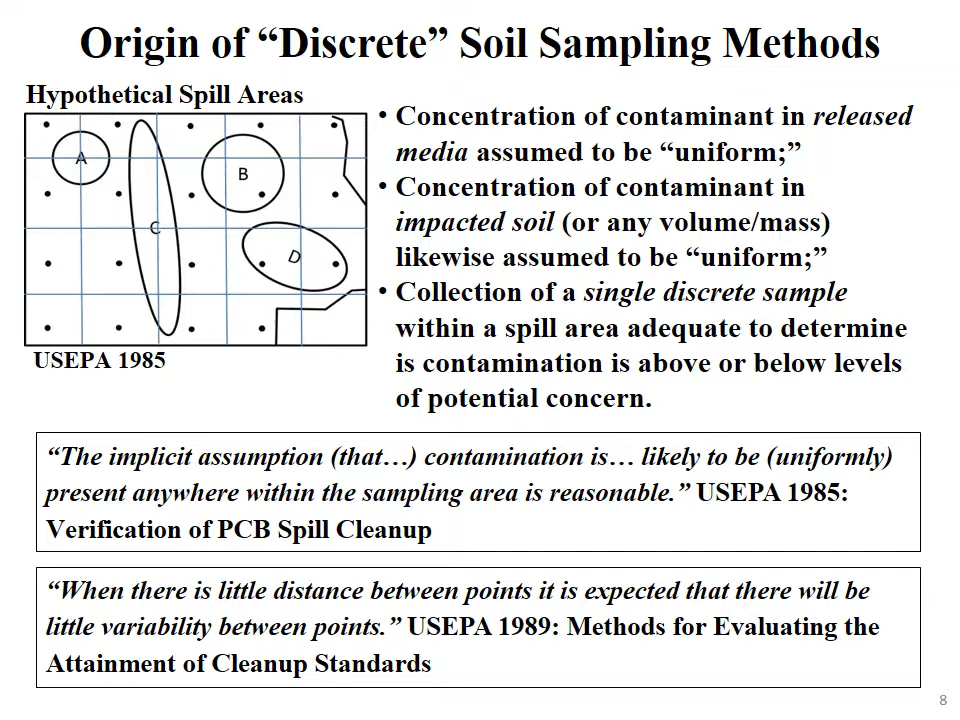 Origin of “Discrete” Soil Sampling Methods
Hypothetical Spill Areas
A
B
C
D
USEPA 1985
• Concentration of contaminant in released
media assumed to be “uniform;”
• Concentration of contaminant in
impacted soil (or any volume/mass)
likewise assumed to be “uniform;”
• Collection of a single discrete sample
within a spill area adequate to determine
is contamination is above or below levels
of potential concern.
“The implicit assumption (that…) contamination is… likely to be (uniformly)
present anywhere within the sampling area is reasonable.” USEPA 1985:
Verification of PCB Spill Cleanup
“When there is little distance between points it is expected that there will be
little variability between points.” USEPA 1989: Methods for Evaluating the
Attainment of Cleanup Standards
8